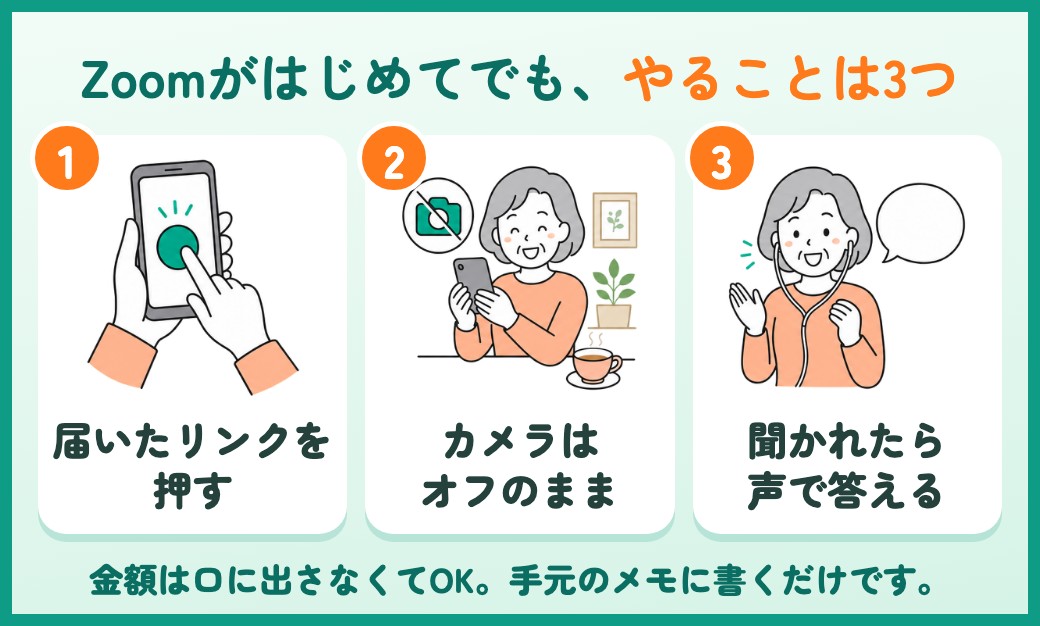 Zoomがはじめてでも、やることは3つ
1
届いたリンクを
押す
2
カメラは
オフのまま
3
聞かれたら
声で答える
金額は口に出さなくてOK。手元のメモに書くだけです。